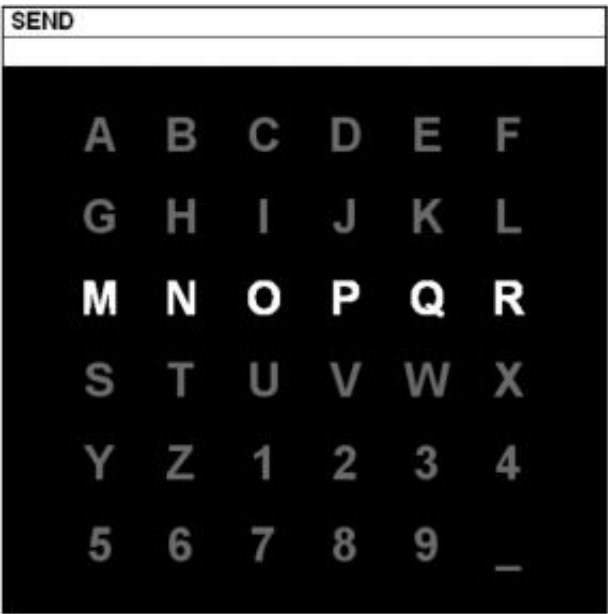 SEND
A B C D E F
G H I J K L
M N O P Q R
S T U V W X
Y Z 1 2 3 4
5 6 7 8 9 _